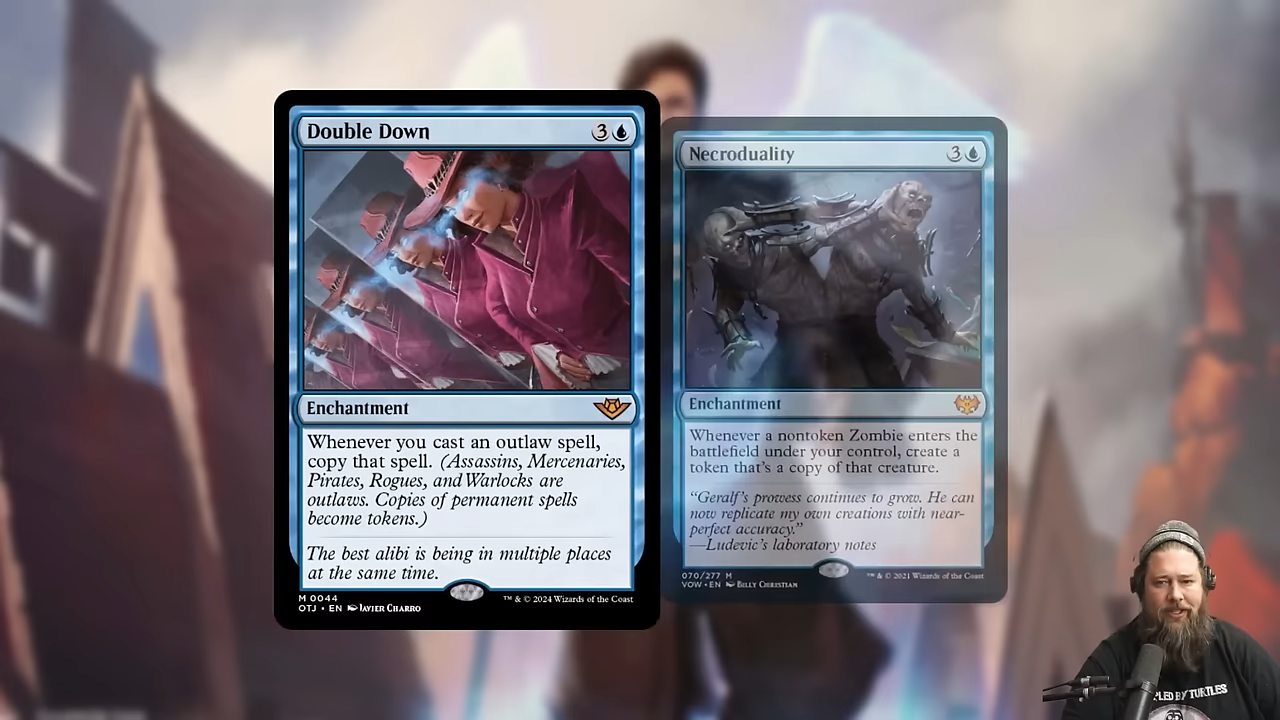 Double Down
3
Enchantment
Whenever you cast an outlaw spell,
copy that spell. (Assassins, Mercenaries,
Pirates, Rogues, and Warlocks are
outlaws. Copies of permanent spells
become tokens.)
The best alibi is being in multiple places
at the same time.
M 0044
OTJ • EN Javier Charro
™ & © 2024 Wizards of the Coast
Necroduality
3
Enchantment
Whenever a nontoken Zombie enters the
battlefield under your control, create a
token that's a copy of that creature.
“Geralf's prowess continues to grow. He can
now replicate my own creations with near-
perfect accuracy.”
—Ludevic's laboratory notes
070/277 M
VOW • EN Billy Christian
™ & © 2021 Wizards of the Coast
PLED BY TURTLES